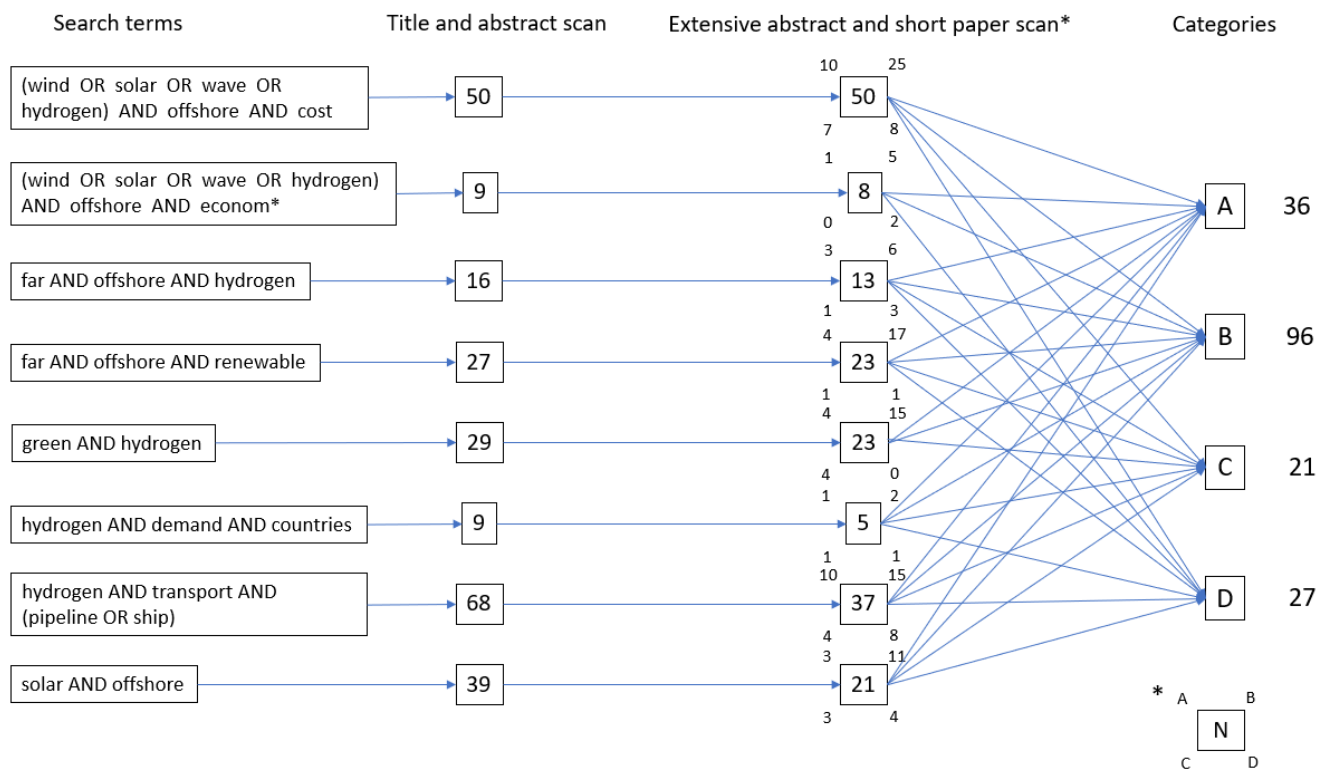 Search terms
Title and abstract scan
Extensive abstract and short paper scan*
Categories
(wind OR solar OR wave OR
hydrogen) AND offshore AND cost
50
10
25
50
7
8
(wind OR solar OR wave OR hydrogen)
AND offshore AND econom*
9
1
5
8
0
2
far AND offshore AND hydrogen
16
3
6
13
1
3
far AND offshore AND renewable
27
4
17
23
1
1
green AND hydrogen
29
4
15
23
4
0
hydrogen AND demand AND countries
9
1
2
5
1
1
hydrogen AND transport AND
(pipeline OR ship)
68
10
15
37
4
8
solar AND offshore
39
3
11
21
3
4
A 36
B 96
C 21
D 27
*
A B
N
C D